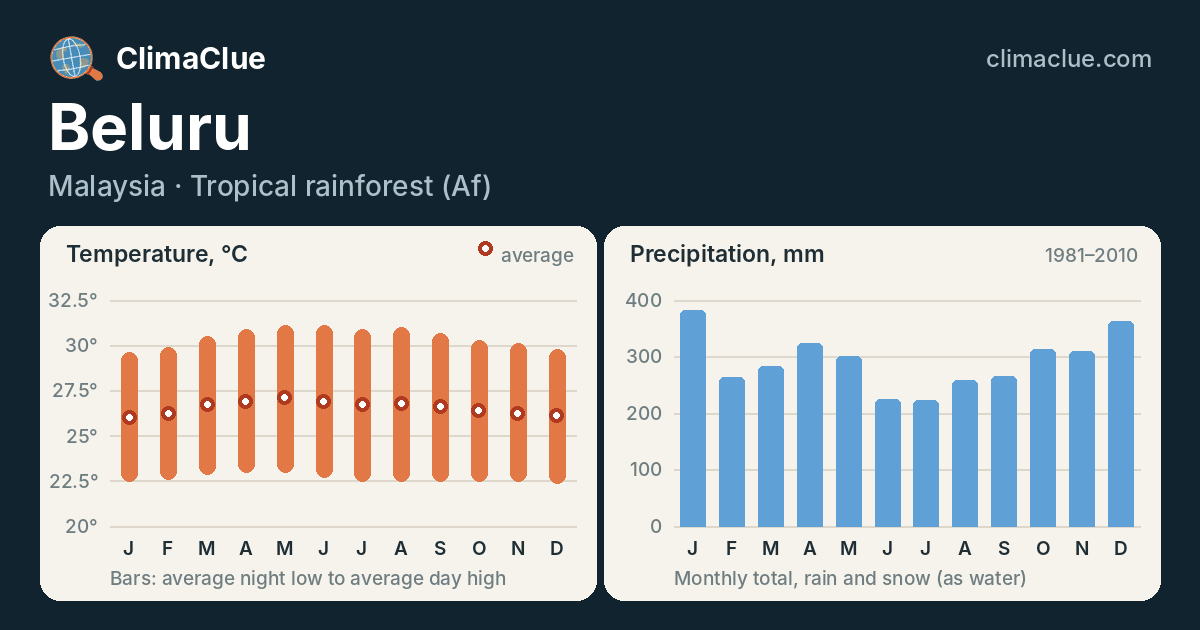 ClimaClue
climaclue.com
Beluru
Malaysia · Tropical rainforest (Af)
Temperature, °C
average
32.5°
30°
27.5°
25°
22.5°
20°
J F M A M J J A S O N D
Bars: average night low to average day high
Precipitation, mm
1981–2010
400
300
200
100
0
J F M A M J J A S O N D
Monthly total, rain and snow (as water)